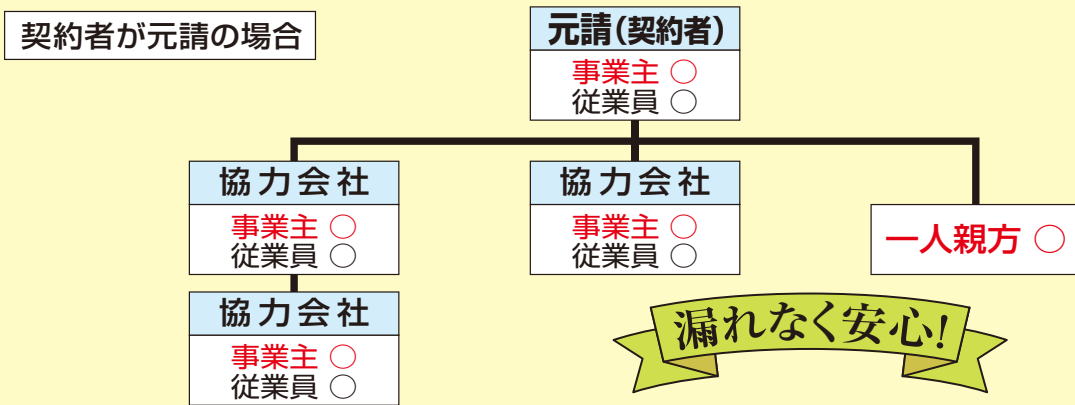 契約者が元請の場合
元請(契約者)
事業主 ○
従業員 ○
協力会社
事業主 ○
従業員 ○
協力会社
事業主 ○
従業員 ○
一人親方 ○
協力会社
事業主 ○
従業員 ○
漏れなく安心!